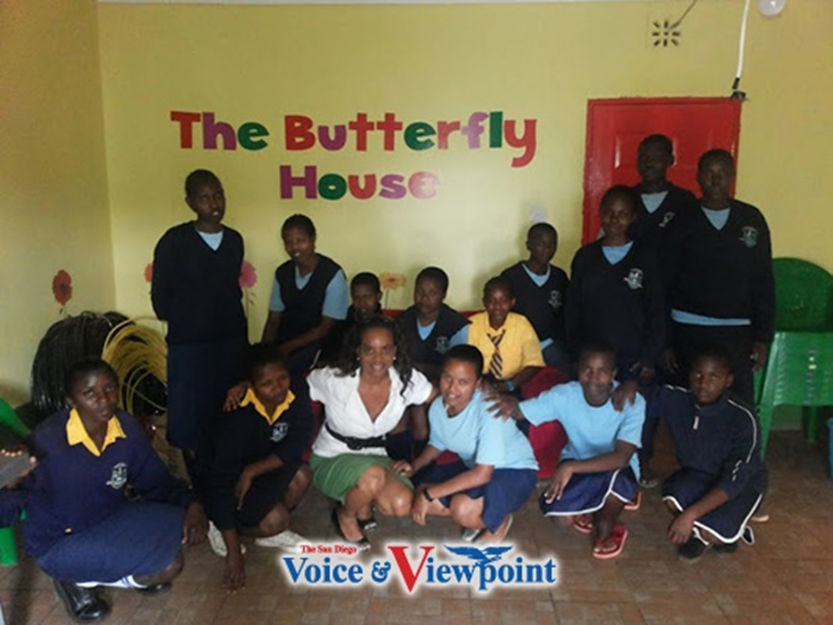 The Butterfly
House
The San Diego
Voice & Viewpoint